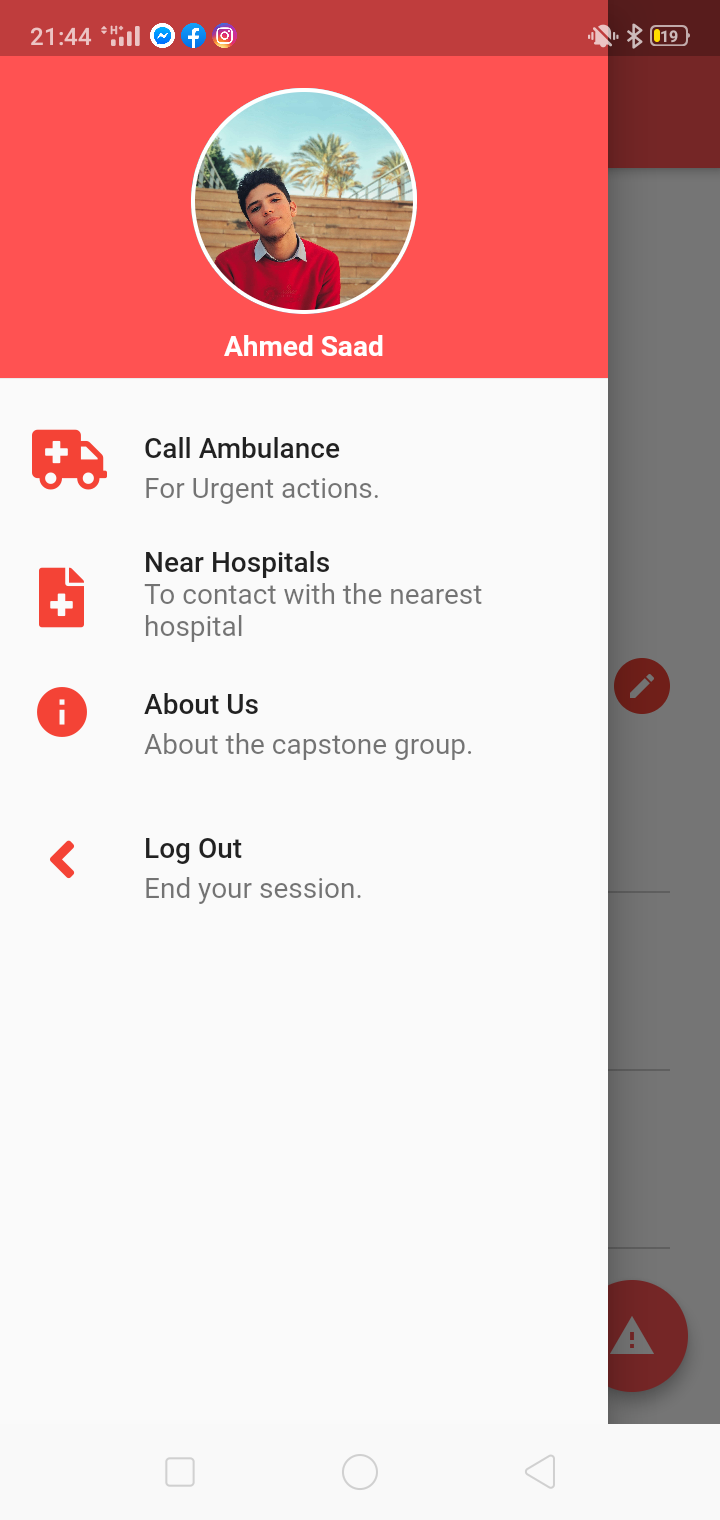 21:44 H+ 19
Ahmed Saad
Call Ambulance
For Urgent actions.
Near Hospitals
To contact with the nearest
hospital
About Us
About the capstone group.
Log Out
End your session.